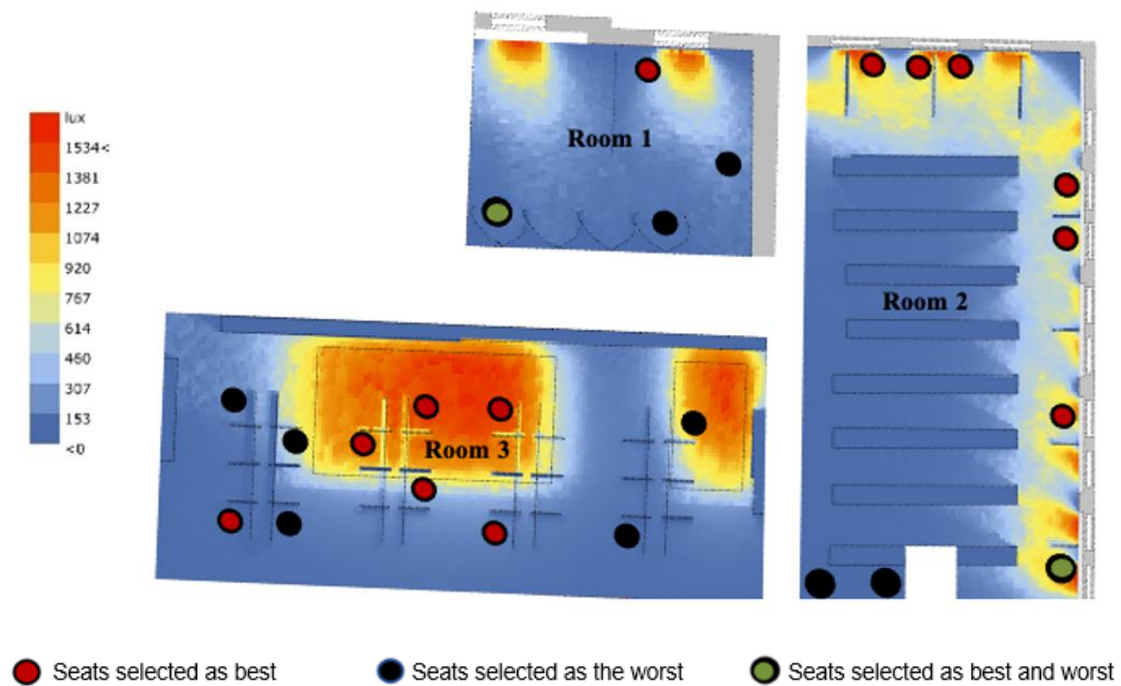 lux
1534<
1381
1227
1074
920
767
614
460
307
153
<0
Room 1
Room 2
Room 3
Seats selected as best
Seats selected as the worst
Seats selected as best and worst